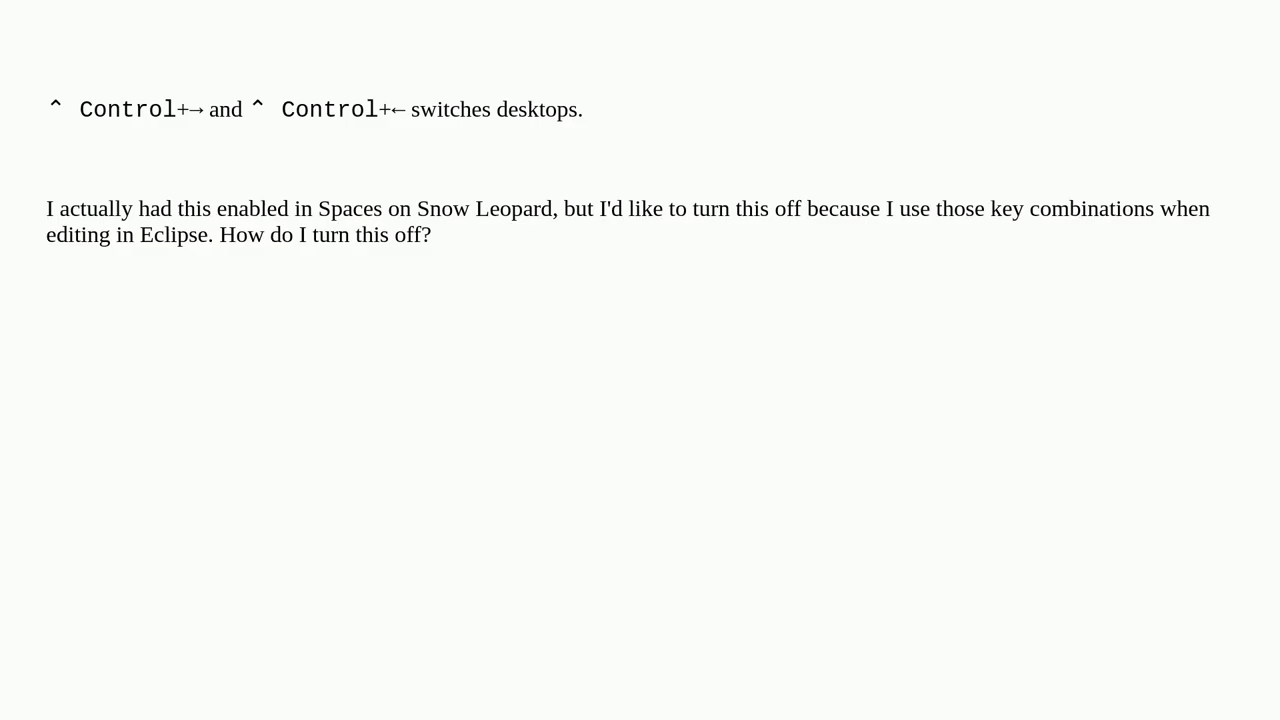 ⌃ Control+→ and ⌃ Control+← switches desktops.
I actually had this enabled in Spaces on Snow Leopard, but I'd like to turn this off because I use those key combinations when
editing in Eclipse. How do I turn this off?